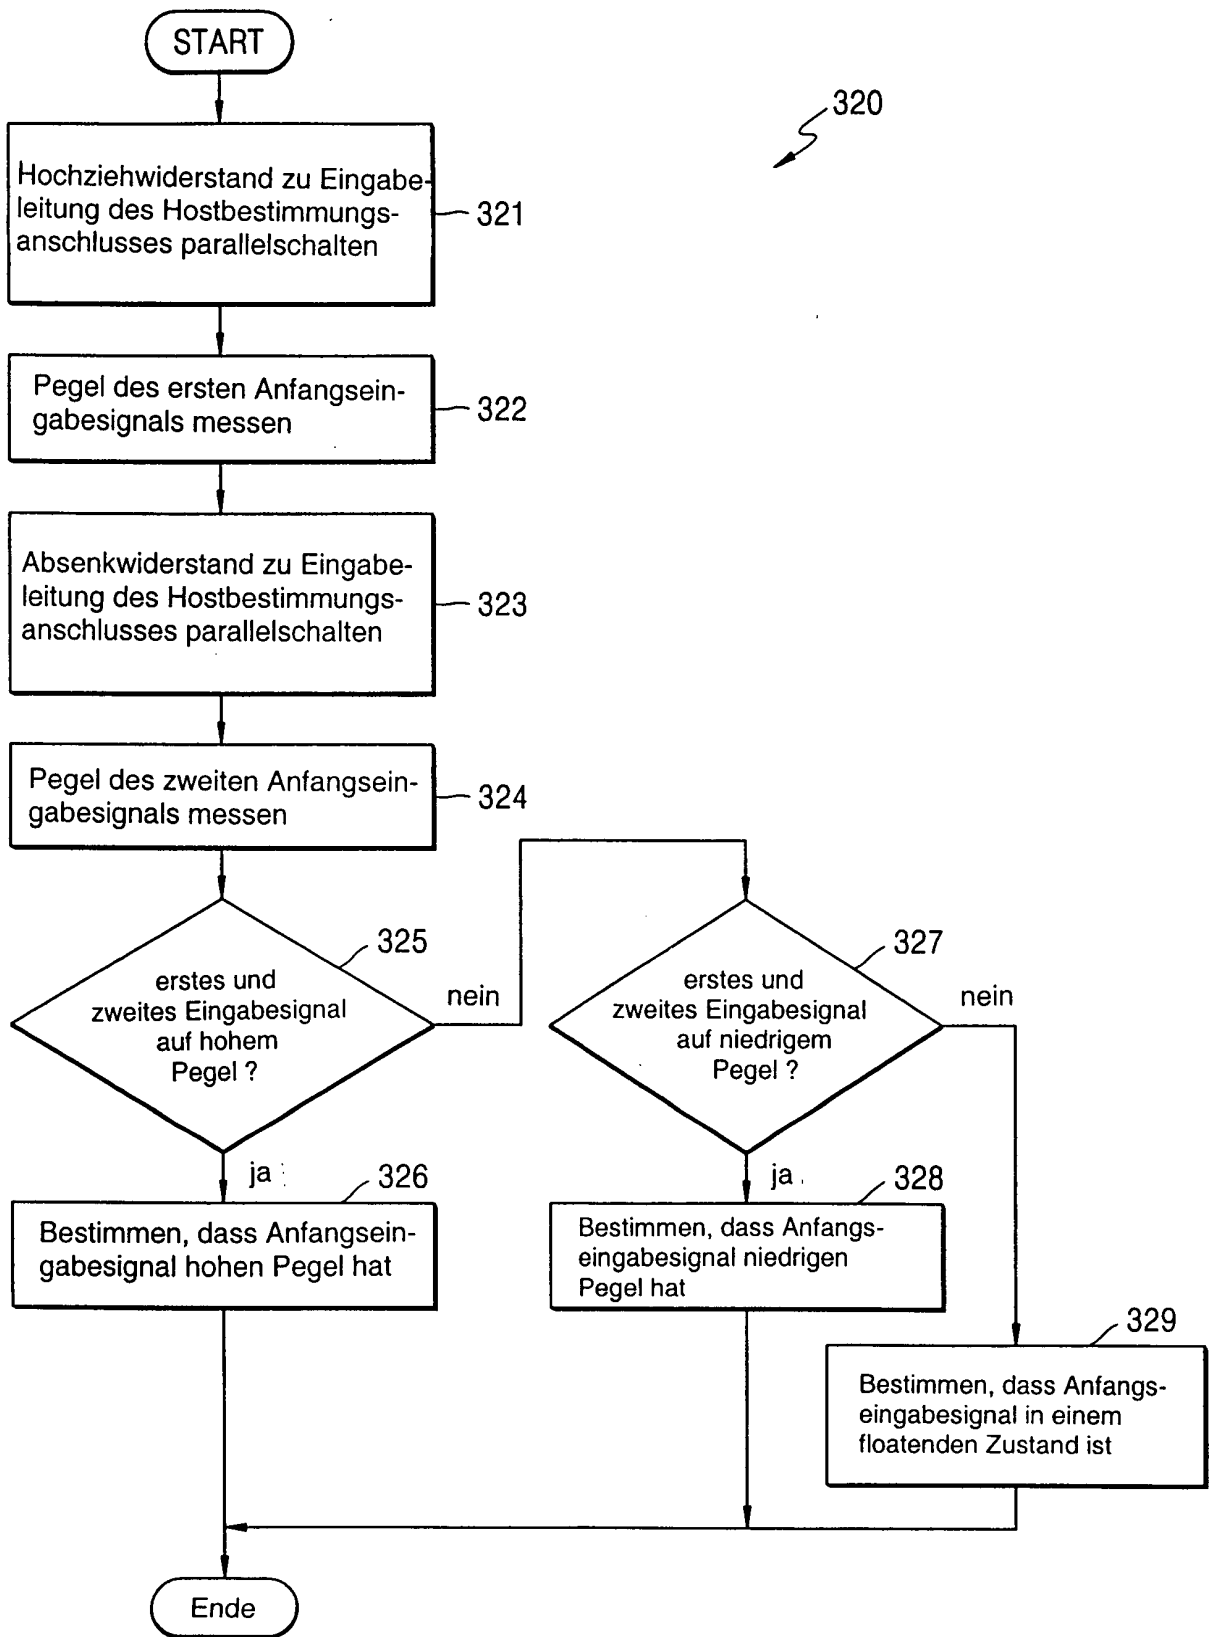 START
320
Hochziehwiderstand zu Eingabe-
leitung des Hostbestimmungs-
anschlusses parallelschalten
321
Pegel des ersten Anfangsein-
gabesignals messen
322
Absenkwiderstand zu Eingabe-
leitung des Hostbestimmungs-
anschlusses parallelschalten
323
Pegel des zweiten Anfangsein-
gabesignals messen
324
325
erstes und
zweites Eingabesignal
auf hohem
Pegel ?
nein
ja
327
erstes und
zweites Eingabesignal
auf niedrigem
Pegel ?
nein
ja
326
Bestimmen, dass Anfangsein-
gabesignal hohen Pegel hat
328
Bestimmen, dass Anfangs-
eingabesignal niedrigen
Pegel hat
329
Bestimmen, dass Anfangs-
eingabesignal in einem
floatenden Zustand ist
Ende